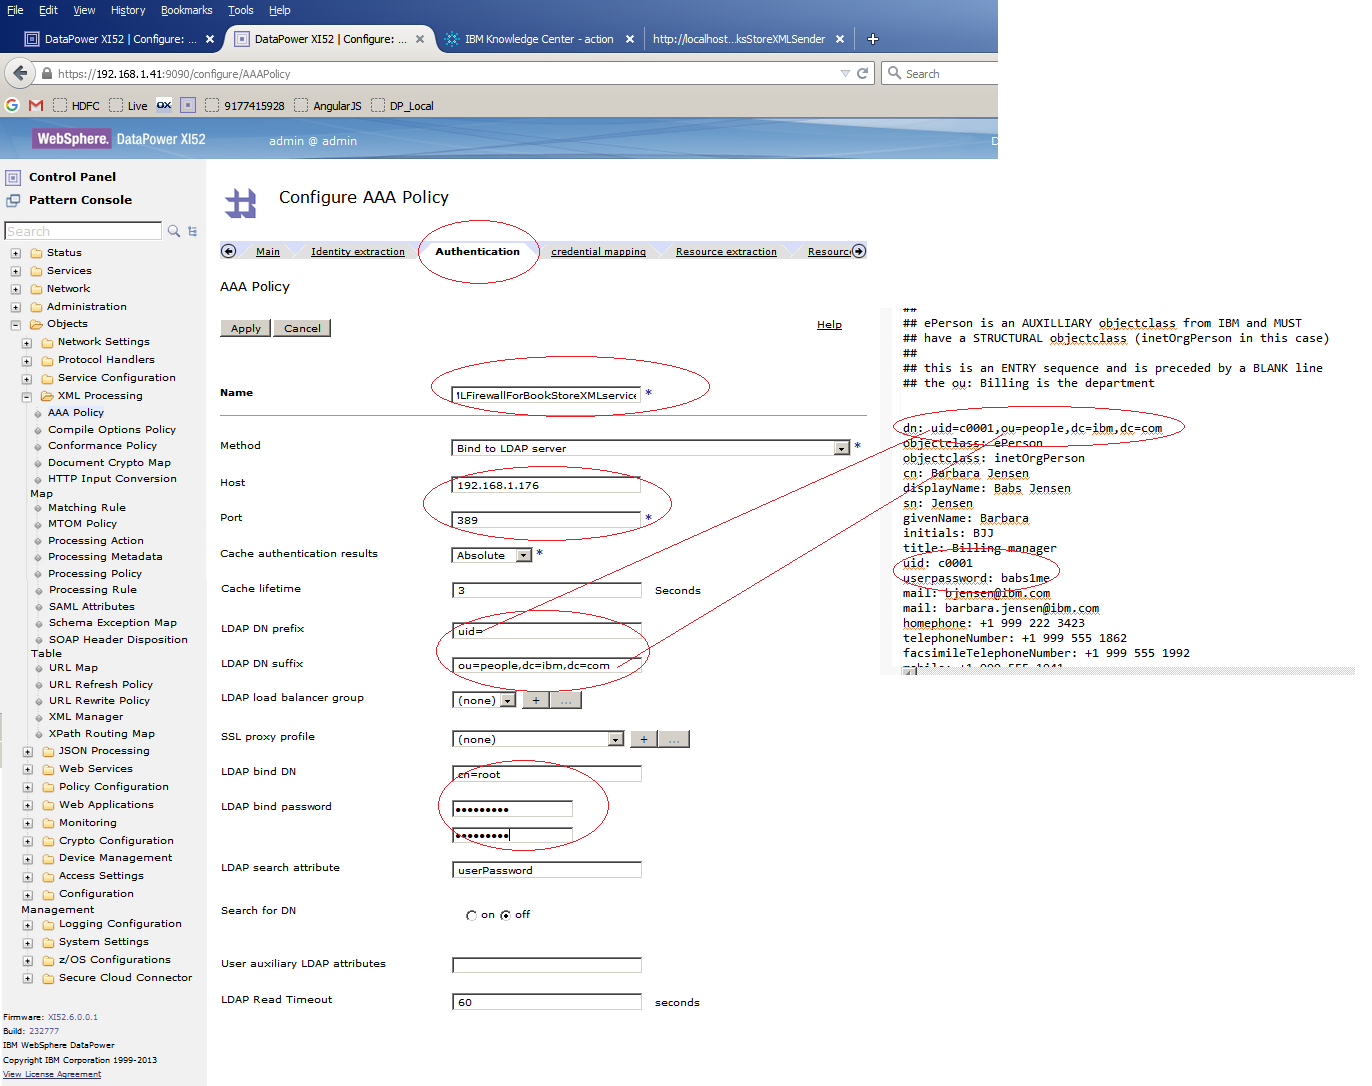 File Edit View History Bookmarks Tools Help
DataPower XI52 | Configure: ... × DataPower XI52 | Configure: ... × IBM Knowledge Center - action × http://localhost...ksStoreXMLSender × +
https://192.168.1.41:9090/configure/AAAPolicy Search
HDFC Live OX 9177415928 AngularJS DP_Local
WebSphere. DataPower XI52 admin @ admin
Control Panel
Pattern Console
Search
Status
Services
Network
Administration
Objects
Network Settings
Protocol Handlers
Service Configuration
XML Processing
AAA Policy
Compile Options Policy
Conformance Policy
Document Crypto Map
HTTP Input Conversion
Map
Matching Rule
MTOM Policy
Processing Action
Processing Metadata
Processing Policy
Processing Rule
SAML Attributes
Schema Exception Map
SOAP Header Disposition
Table
URL Map
URL Refresh Policy
URL Rewrite Policy
XML Manager
XPath Routing Map
JSON Processing
Web Services
Policy Configuration
Web Applications
Monitoring
Crypto Configuration
Device Management
Access Settings
Configuration
Management
Logging Configuration
System Settings
z/OS Configurations
Secure Cloud Connector
Firmware: XI52.6.0.0.1
Build: 232777
IBM WebSphere DataPower
Copyright IBM Corporation 1999-2013
View License Agreement
Configure AAA Policy
Main Identity extraction Authentication credential mapping Resource extraction Resourc
AAA Policy
Apply Cancel Help
Name LFirewallForBookStoreXMLservice *
Method Bind to LDAP server *
Host 192.168.1.176
Port 389 *
Cache authentication results Absolute *
Cache lifetime 3 Seconds
LDAP DN prefix uid=
LDAP DN suffix ou=people,dc=ibm,dc=com
LDAP load balancer group (none) + ...
SSL proxy profile (none) + ...
LDAP bind DN cn=root
LDAP bind password •••••••••
•••••••••
LDAP search attribute userPassword
Search for DN on off
User auxiliary LDAP attributes
LDAP Read Timeout 60 seconds
##
## ePerson is an AUXILLIARY objectclass from IBM and MUST
## have a STRUCTURAL objectclass (inetOrgPerson in this case)
##
## this is an ENTRY sequence and is preceded by a BLANK line
## the ou: Billing is the department
dn: uid=c0001,ou=people,dc=ibm,dc=com
objectclass: ePerson
objectclass: inetOrgPerson
cn: Barbara Jensen
displayName: Babs Jensen
sn: Jensen
givenName: Barbara
initials: BJJ
title: Billing manager
uid: c0001
userpassword: babs1me
mail: bjensen@ibm.com
mail: barbara.jensen@ibm.com
homephone: +1 999 222 3423
telephoneNumber: +1 999 555 1862
facsimileTelephoneNumber: +1 999 555 1992
mobile: +1 999 555 1941